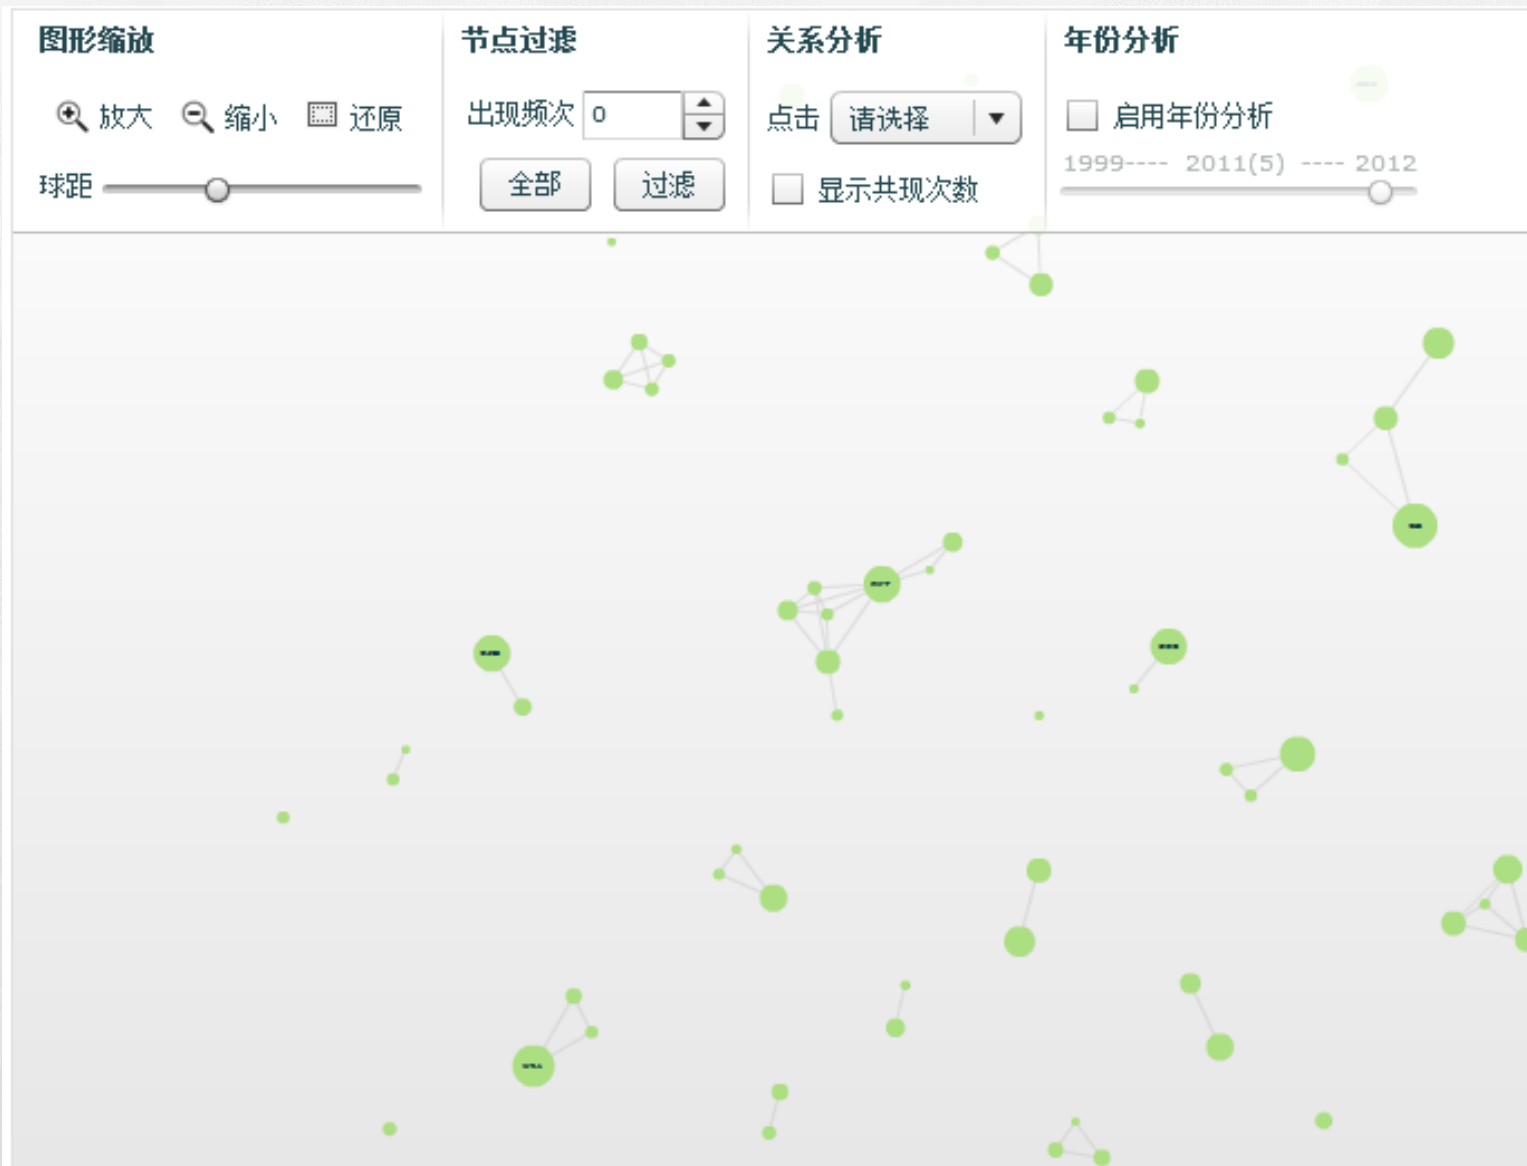 图形缩放
放大 缩小 还原
球距
节点过滤
出现频次 0
全部 过滤
关系分析
点击 请选择
显示共现次数
年份分析
启用年份分析
1999---- 2011(5) ---- 2012